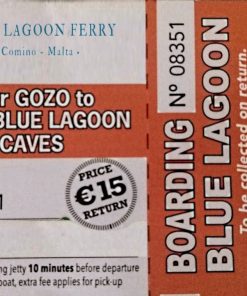 LAGOON FERRY
Comino - Malta -
r GOZO to
BLUE LAGOON
CAVES
PRICE
€15
RETURN
ng jetty 10 minutes before departure
boat, extra fee applies for pick-up
BOARDING Nº 08351
BLUE LAGOON
To be collected on return.